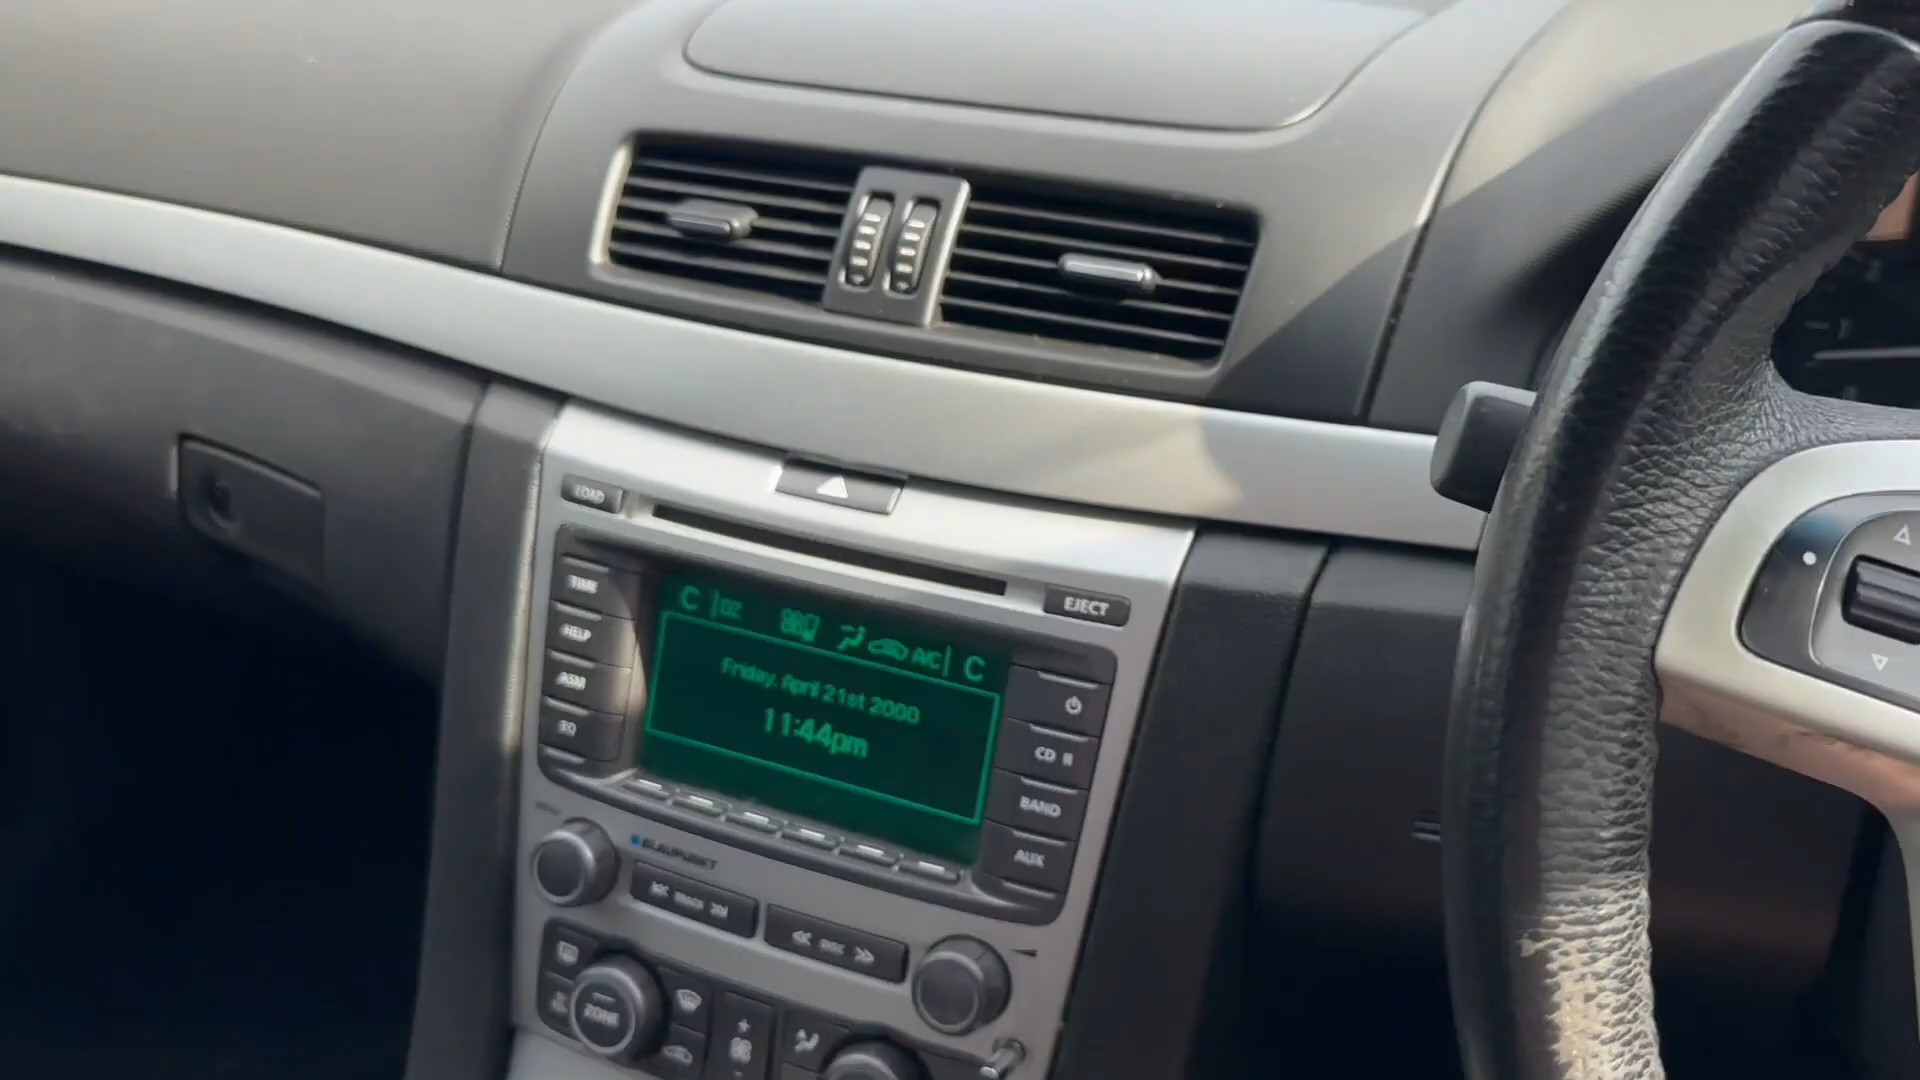 LOAD
EJECT
TIME
HELP
ASM
EQ
C
DZ
A/C
C
Friday, April 21st 2000
11:44pm
CD
BAND
AUX
BLAUPUNKT
TRACK
DISC
ZONE